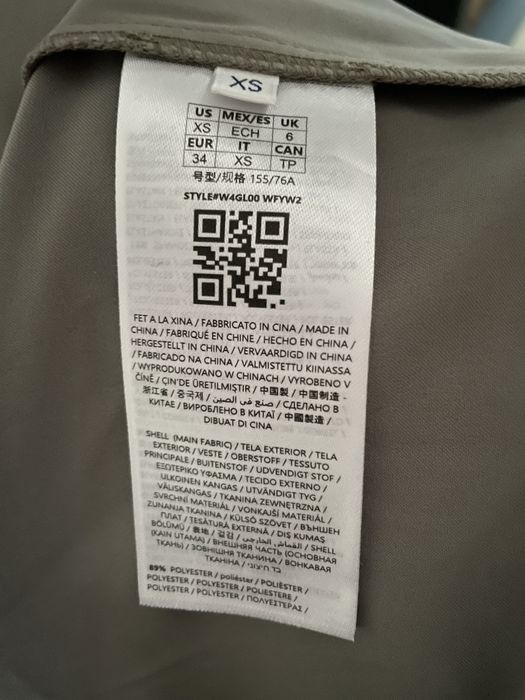 XS
US MEX/ES UK
XS ECH 6
EUR IT CAN
34 XS TP
号型/规格 155/76A
STYLE#W4GL00 WFYW2
FET A LA XINA / FABBRICATO IN CINA / MADE IN
CHINA / FABRIQUÉ EN CHINE / HECHO EN CHINA /
HERGESTELLT IN CHINA / VERVAARDIGD IN CHINA
/ FABRICADO NA CHINA / VALMISTETTU KIINASSA
/ WYPRODUKOWANO W CHINACH / VYROBENO V
ČÍNĚ / ÇIN'DE ÜRETILMIŞTIR / 中国製 / 中国制造 -
浙江省 / 중국제 / صنع في الصين / СДЕЛАНО В
КИТАЕ / ВИРОБЛЕНО В КИТАЇ / 中國製造 /
DIBUAT DI CINA
SHELL (MAIN FABRIC) / TELA EXTERIOR / TELA
EXTERIOR / VESTE / OBERSTOFF / TESSUTO
PRINCIPALE / BUITENSTOF / UDVENDIGT STOF /
ΕΞΩΤΕΡΙΚΟ ΥΦΑΣΜΑ / TECIDO EXTERNO /
ULKOINEN KANGAS / UTVÄNDIGT TYG /
VÄLISKANGAS / TKANINA ZEWNĘTRZNA /
SVRCHNÍ MATERIÁL / VONKAJŠÍ MATERIÁL /
ZUNANJA TKANINA / KÜLSŐ SZÖVET / ВЪНШЕН
ПЛАТ / TESĂTURĂ EXTERNĂ / DIŞ KUMAŞ
BÖLÜMÜ / 表地 / 겉감 / القماش الخارجي / SHELL
(KAIN UTAMA) / ВНЕШНЯЯ ЧАСТЬ (ОСНОВНАЯ
ТКАНЬ) / ЗОВНІШНЯ ТКАНИНА / ВОНКАВАЯ
ТКАНІНА / בד חיצוני
89% POLYESTER / poliéster / POLIÈSTER /
POLYESTER / POLYESTER / POLIESTERE /
POLYESTER / POLYESTER / ΠΟΛΥΕΣΤΕΡΑΣ /